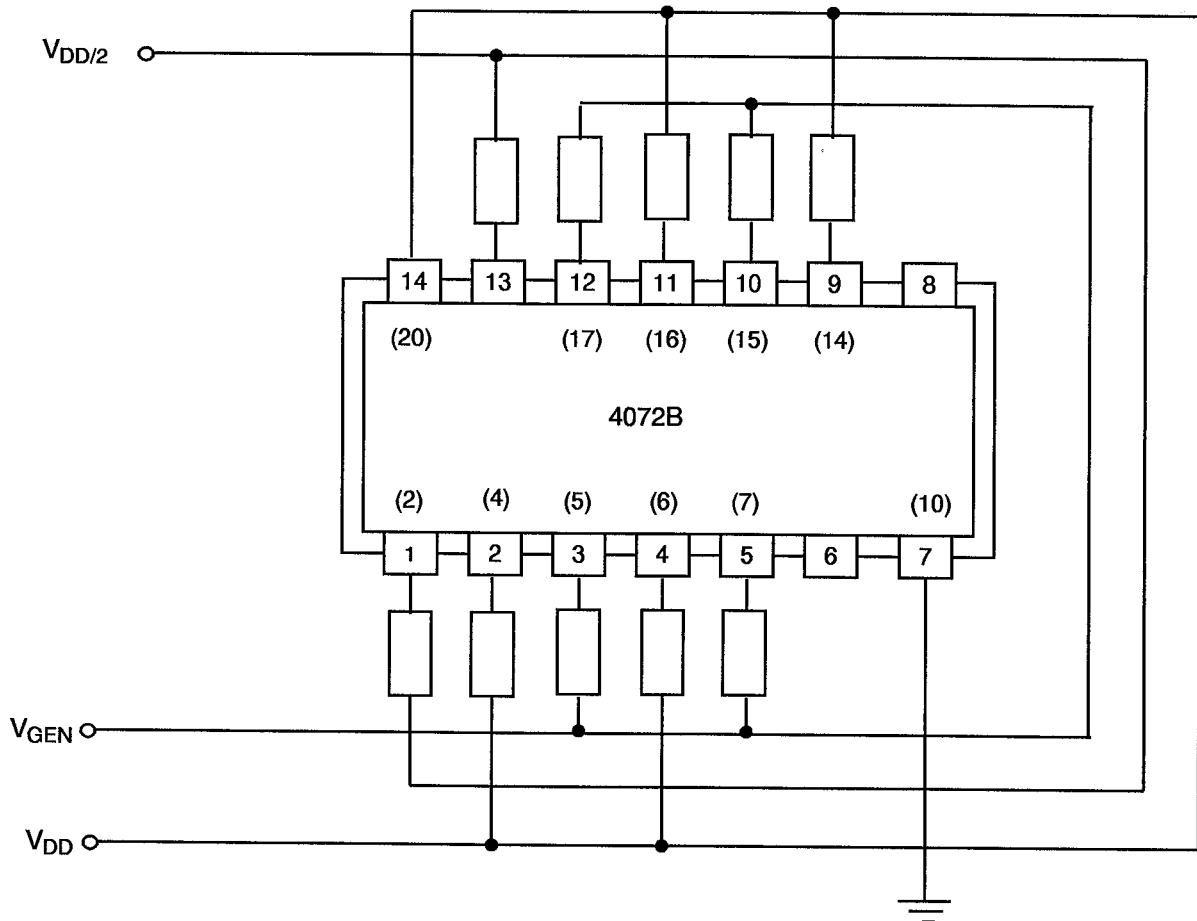 VDD/2
14 13 12 11 10 9 8
(20) (17) (16) (15) (14)
4072B
(2) (4) (5) (6) (7) (10)
1 2 3 4 5 6 7
VGEN
VDD